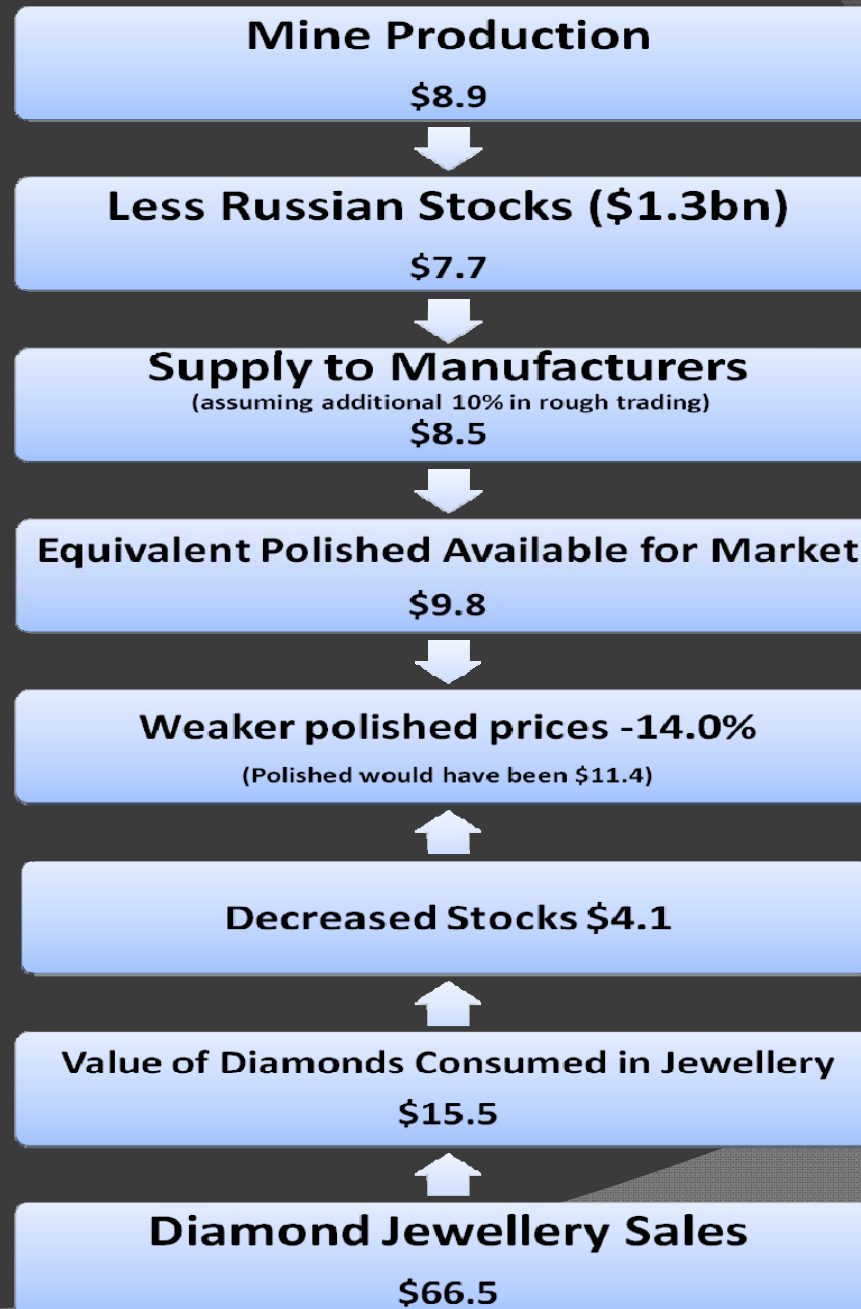 Mine Production
$8.9
Less Russian Stocks ($1.3bn)
$7.7
Supply to Manufacturers
(assuming additional 10% in rough trading)
$8.5
Equivalent Polished Available for Market
$9.8
Weaker polished prices -14.0%
(Polished would have been $11.4)
Decreased Stocks $4.1
Value of Diamonds Consumed in Jewellery
$15.5
Diamond Jewellery Sales
$66.5